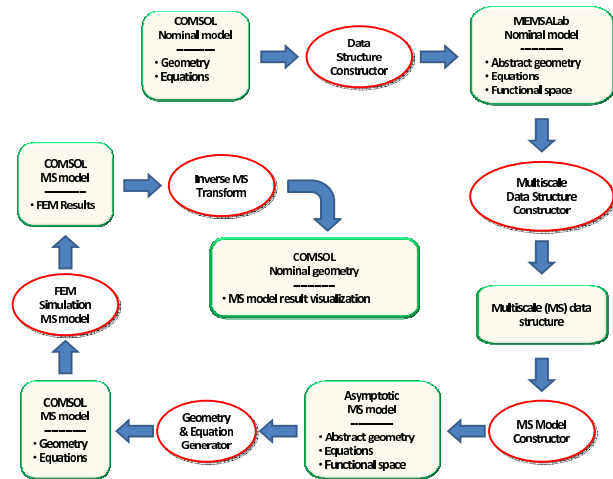 COMSOL
Nominal model
-----------
• Geometry
• Equations
Data
Structure
Constructor
MEMSALab
Nominal model
-----------
• Abstract geometry
• Equations
• Functional space
Multiscale
Data Structure
Constructor
Multiscale (MS) data
structure
MS Model
Constructor
Asymptotic
MS model
-----------
• Abstract geometry
• Equations
• Functional space
Geometry
& Equation
Generator
COMSOL
MS model
-----------
• Geometry
• Equations
FEM
Simulation
MS model
COMSOL
MS model
-----------
• FEM Results
Inverse MS
Transform
COMSOL
Nominal geometry
-----------
• MS model result visualization